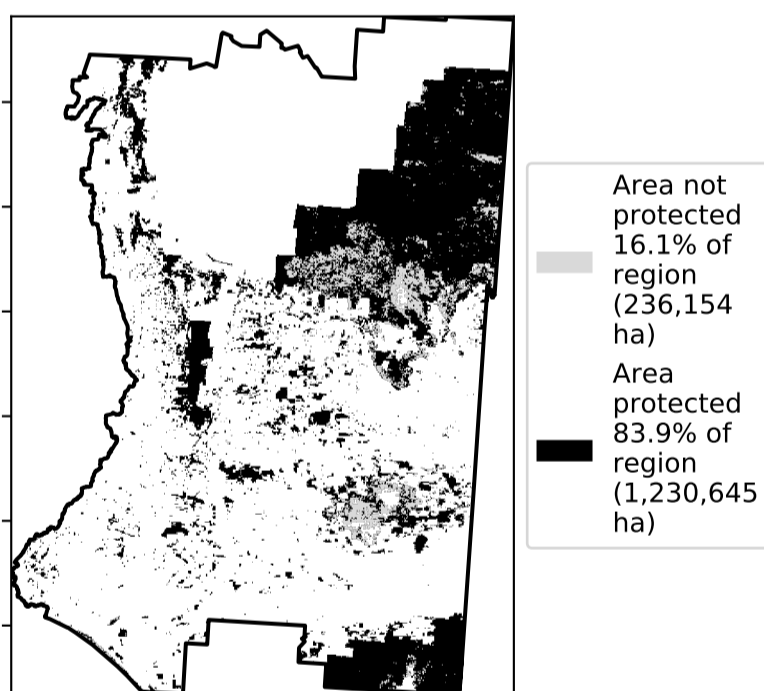 Area not
protected
16.1% of
region
(236,154
ha)
Area
protected
83.9% of
region
(1,230,645
ha)